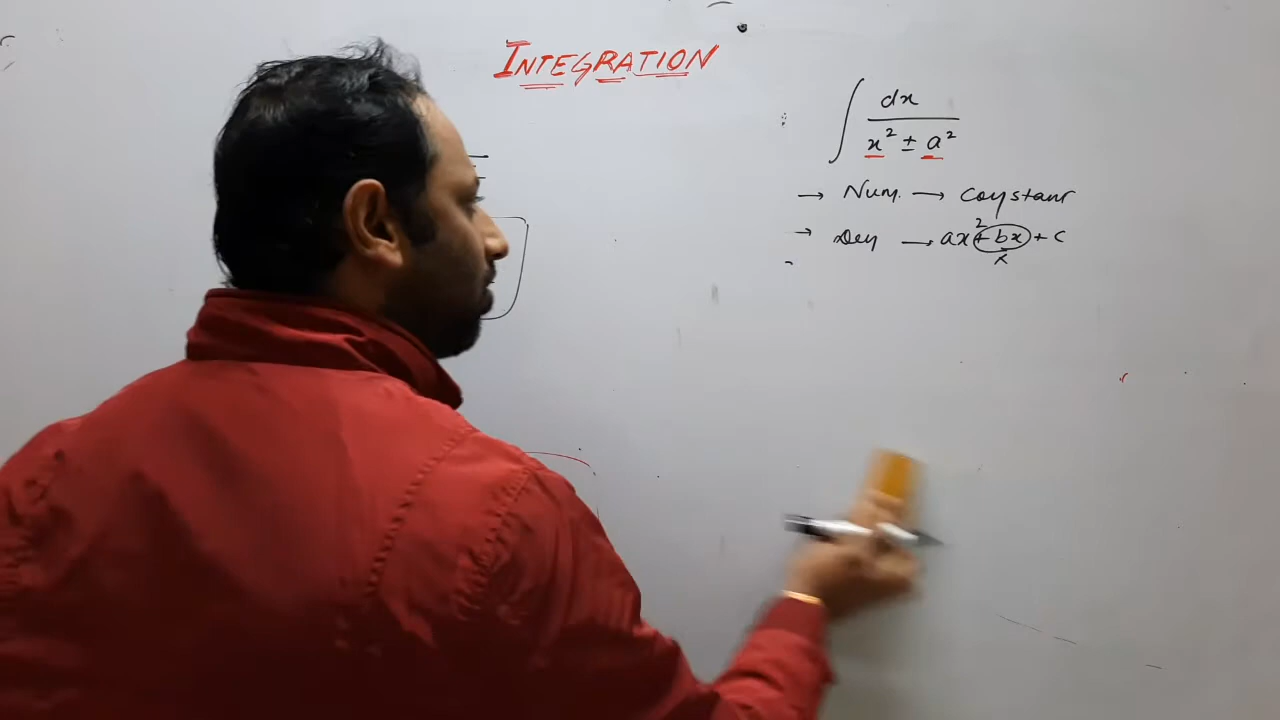 INTEGRATION
∫ dx / x² ± a²
→ Num. → Constant
→ Den → ax² + bx + c
x